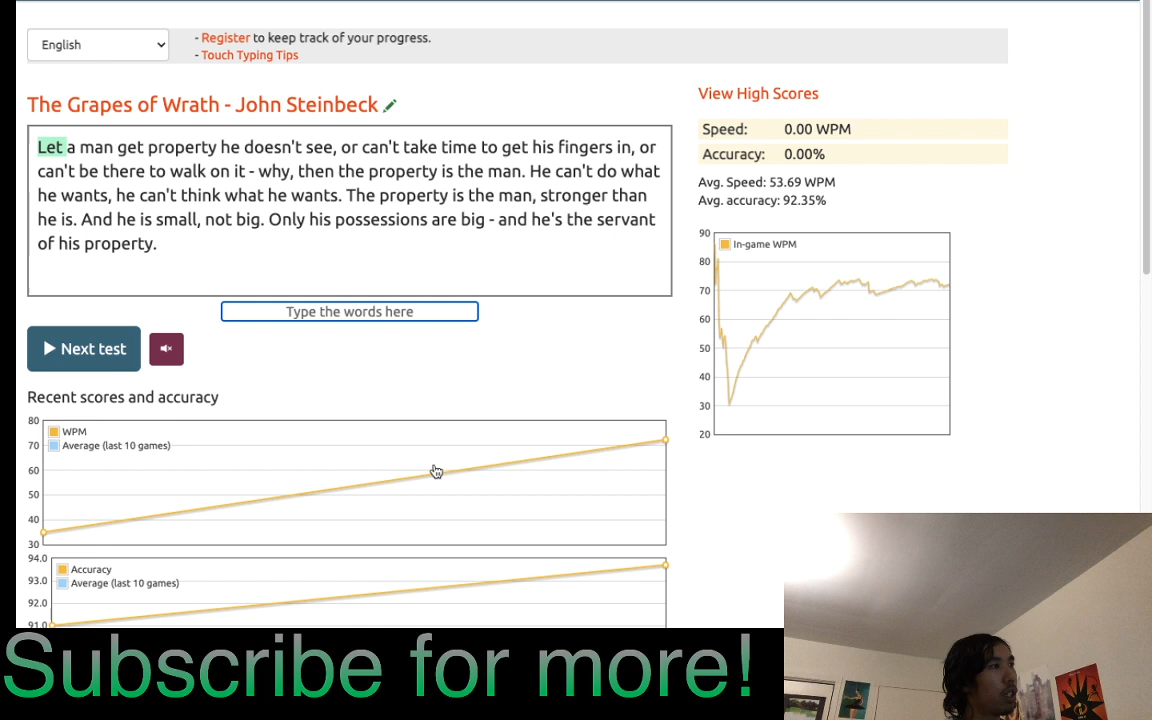 English
- Register to keep track of your progress.
- Touch Typing Tips
The Grapes of Wrath - John Steinbeck
Let a man get property he doesn't see, or can't take time to get his fingers in, or
can't be there to walk on it - why, then the property is the man. He can't do what
he wants, he can't think what he wants. The property is the man, stronger than
he is. And he is small, not big. Only his possessions are big - and he's the servant
of his property.
Type the words here
Next test
View High Scores
Speed: 0.00 WPM
Accuracy: 0.00%
Avg. Speed: 53.69 WPM
Avg. accuracy: 92.35%
90
In-game WPM
80
70
60
50
40
30
20
Recent scores and accuracy
80
WPM
70
Average (last 10 games)
60
50
40
30
94.0
Accuracy
93.0
Average (last 10 games)
92.0
91.0
Subscribe for more!